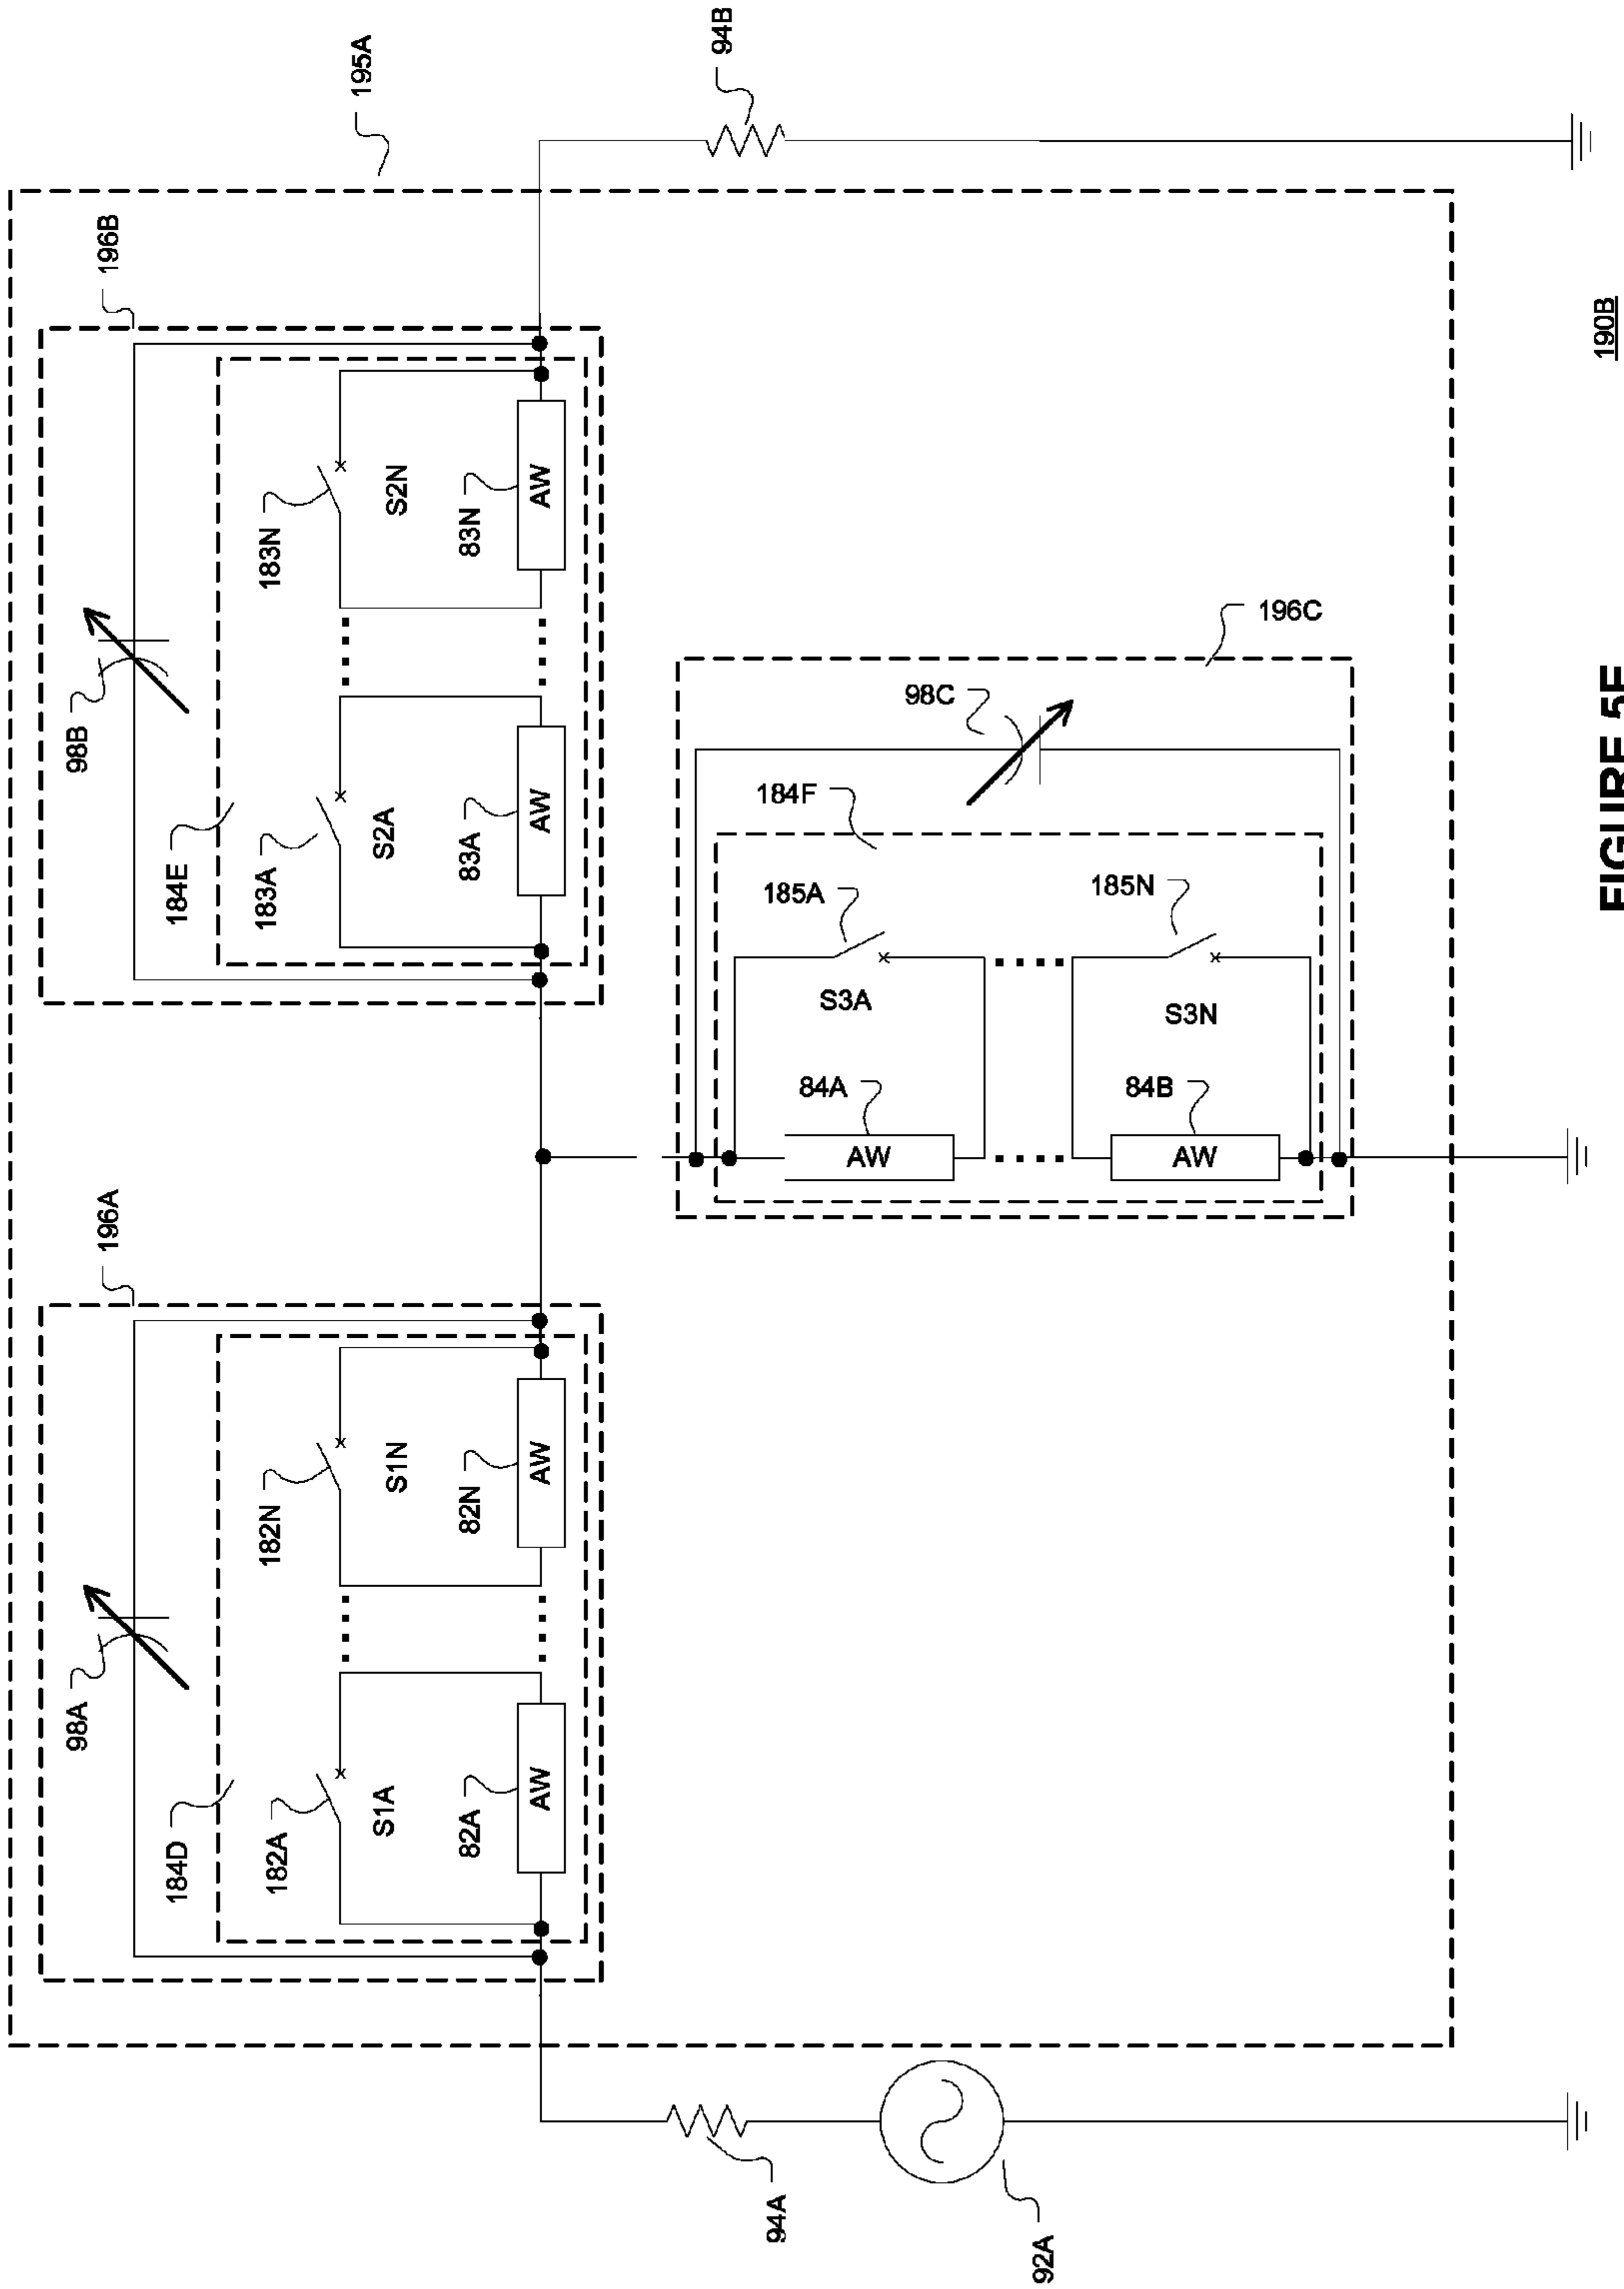 98A
98B
196A
196B
184D
184E
195A
182A
182N
183A
183N
S1A
S1N
S2A
S2N
82A
82N
83A
83N
AW
AW
AW
AW
94A
94B
84A
AW
S3A
185A
184F
98C
84B
AW
S3N
185N
196C
92A
190B
FIGURE 5E